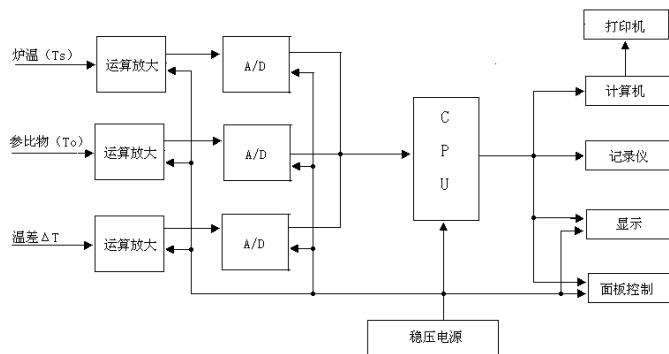 打印机
炉温(Ts)
运算放大
A/D
计算机
C
P
U
参比物(To)
运算放大
A/D
记录仪
温差ΔT
运算放大
A/D
显示
面板控制
稳压电源